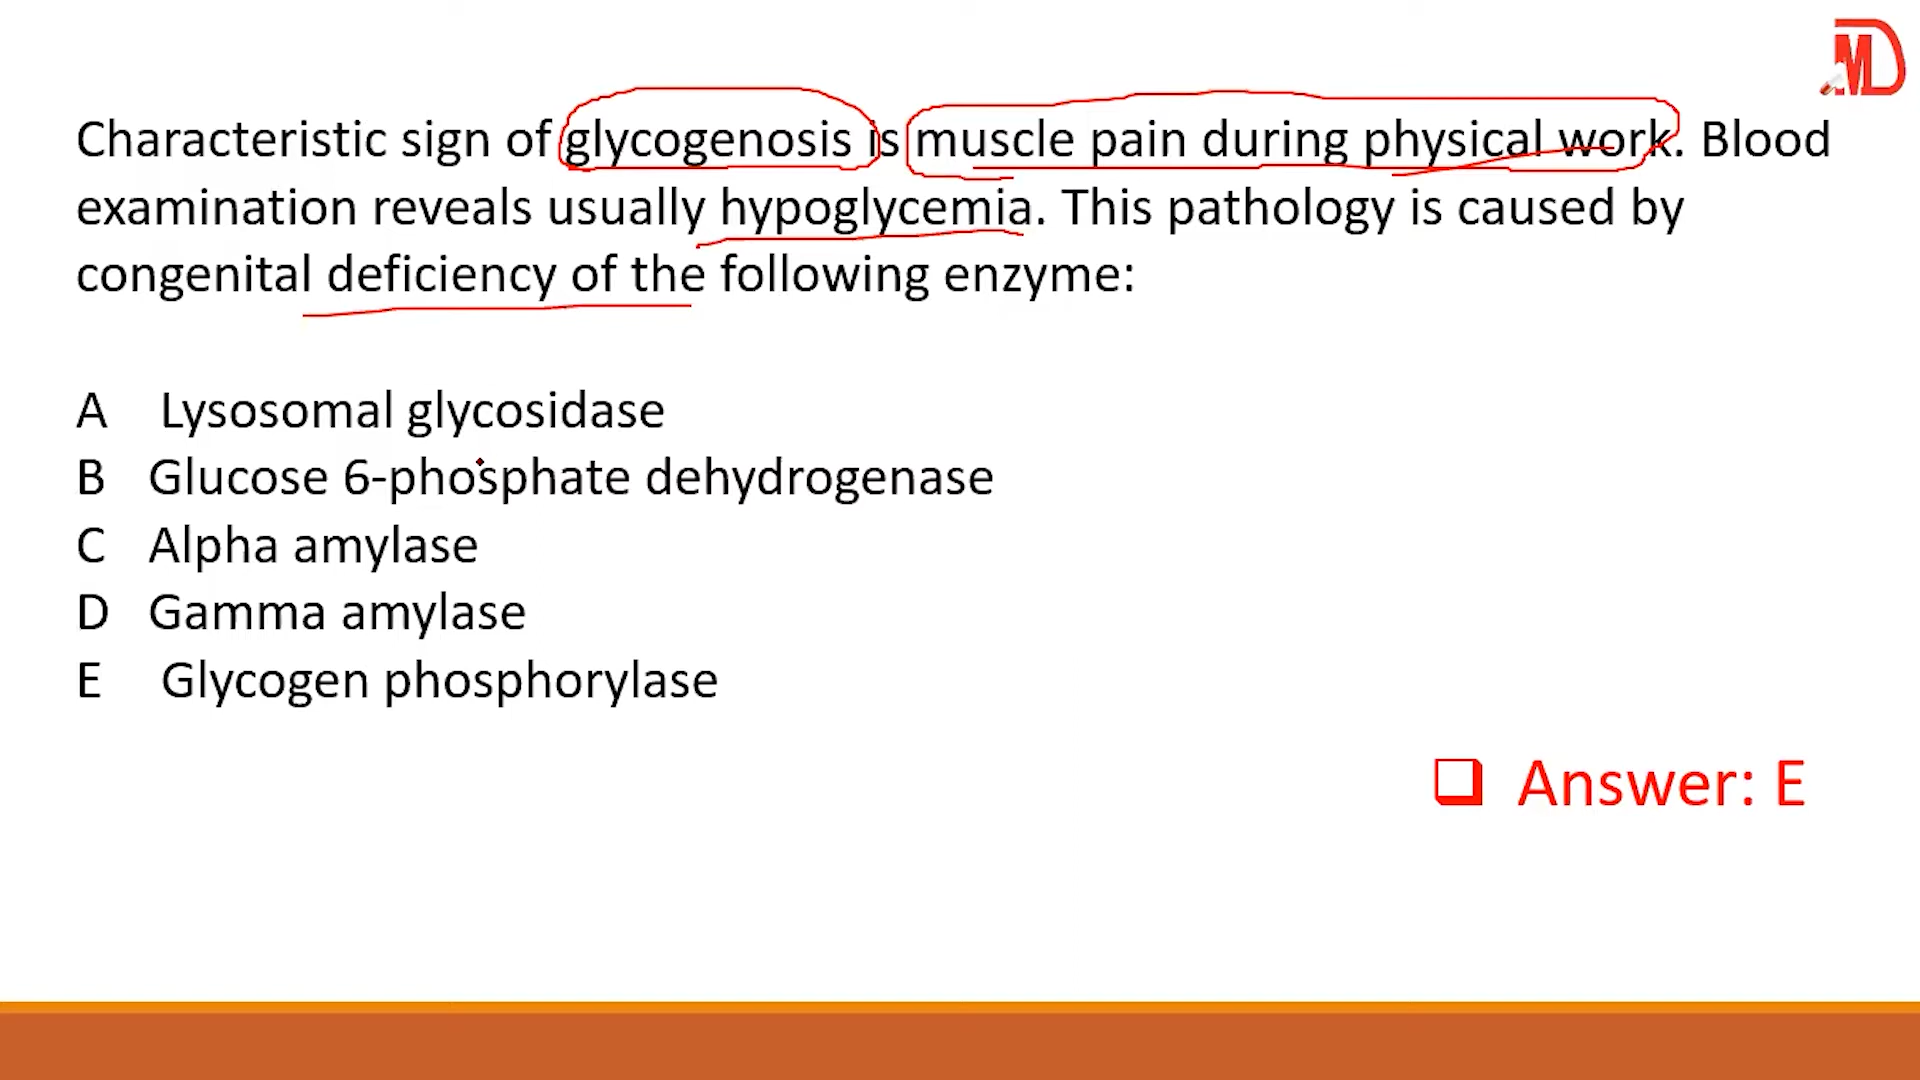 MD
Characteristic sign of glycogenosis is muscle pain during physical work. Blood
examination reveals usually hypoglycemia. This pathology is caused by
congenital deficiency of the following enzyme:
A Lysosomal glycosidase
B Glucose 6-phosphate dehydrogenase
C Alpha amylase
D Gamma amylase
E Glycogen phosphorylase
❑ Answer: E